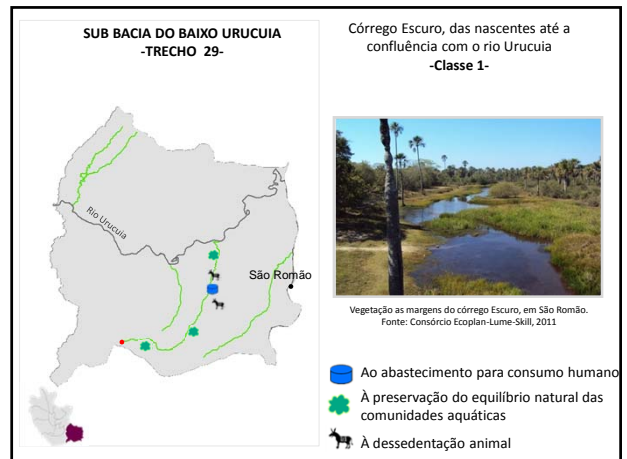 SUB BACIA DO BAIXO URUCUIA
-TRECHO 29-
Rio Urucuia
São Romão
Córrego Escuro, das nascentes até a
confluência com o rio Urucuia
-Classe 1-
Vegetação as margens do córrego Escuro, em São Romão.
Fonte: Consórcio Ecoplan-Lume-Skill, 2011
Ao abastecimento para consumo humano
À preservação do equilíbrio natural das
comunidades aquáticas
À dessedentação animal